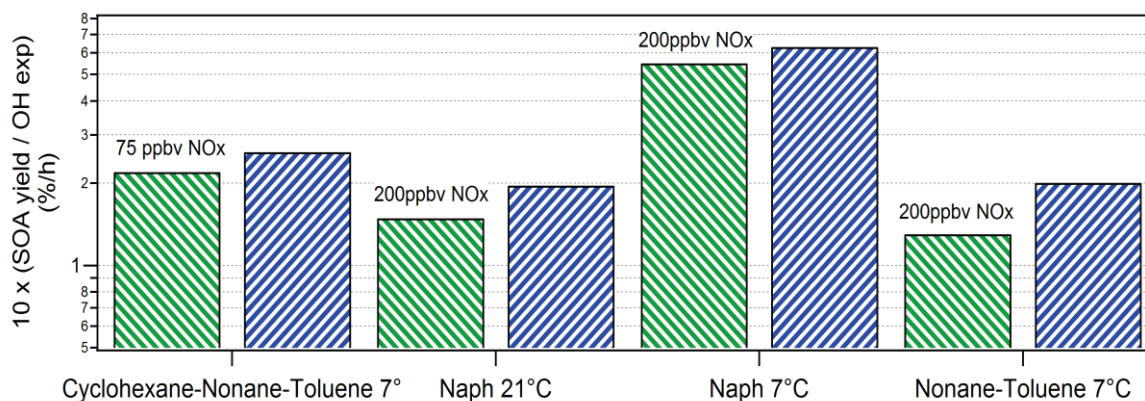 10 x (SOA yield / OH exp)
(%/h)
8
7
6
5
4
3
2
1
8
7
6
5
75 ppbv NOx
200ppbv NOx
200ppbv NOx
200ppbv NOx
Cyclohexane-Nonane-Toluene 7°
Naph 21°C
Naph 7°C
Nonane-Toluene 7°C